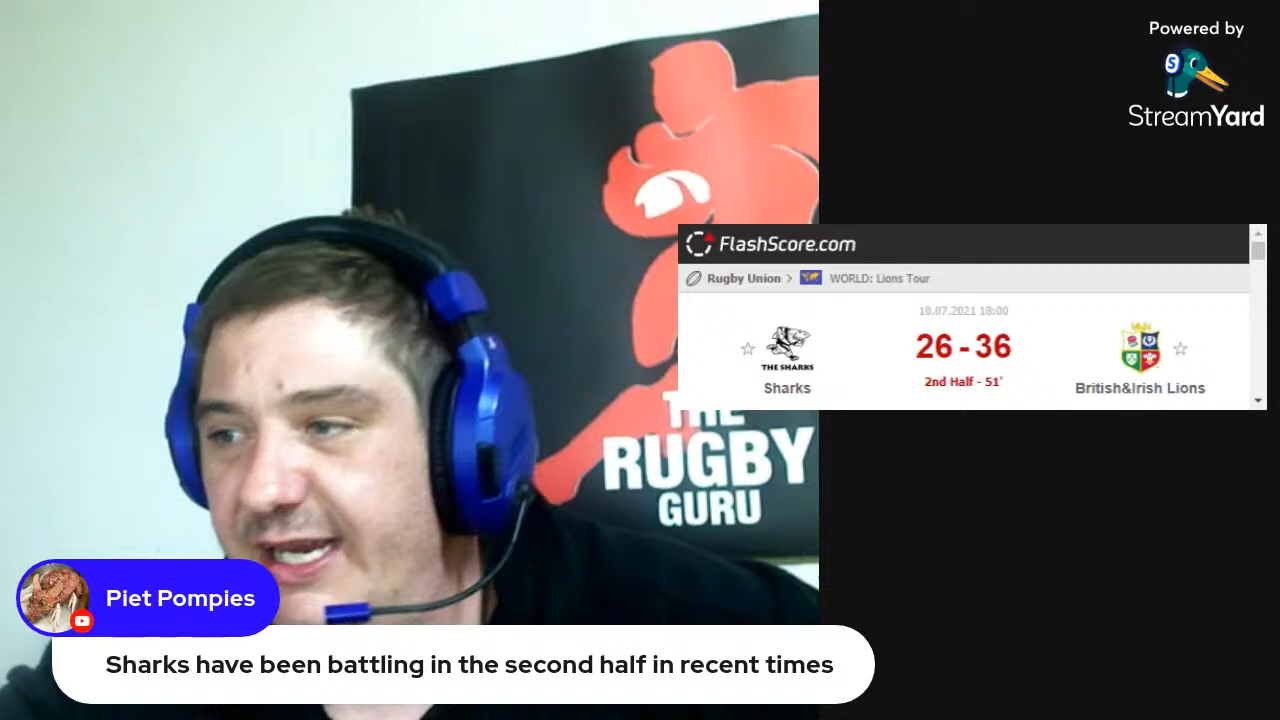 Powered by
StreamYard
FlashScore.com
Rugby Union > WORLD: Lions Tour
10.07.2021 18:00
26 - 36
2nd Half - 51'
THE SHARKS
Sharks
British&Irish Lions
THE
RUGBY
GURU
Piet Pompies
Sharks have been battling in the second half in recent times